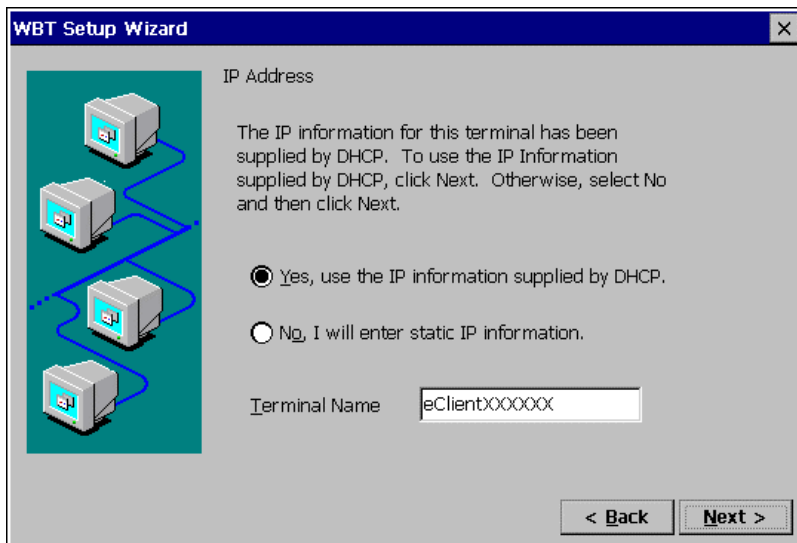 WBT Setup Wizard
IP Address
The IP information for this terminal has been
supplied by DHCP. To use the IP Information
supplied by DHCP, click Next. Otherwise, select No
and then click Next.
Yes, use the IP information supplied by DHCP.
No, I will enter static IP information.
Terminal Name eClientXXXXXX
< Back Next >